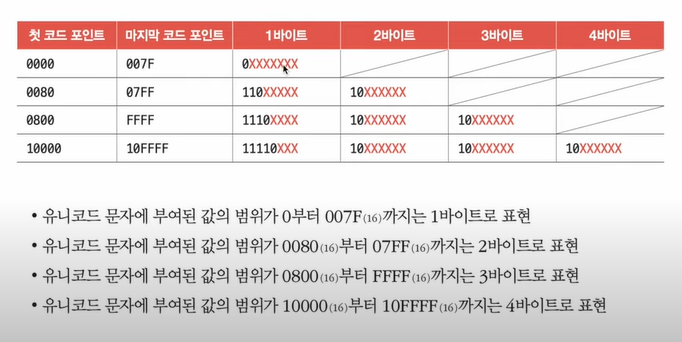 첫 코드 포인트 마지막 코드 포인트 1바이트 2바이트 3바이트 4바이트
0000 007F 0XXXXXXX
0080 07FF 110XXXXX 10XXXXXX
0800 FFFF 1110XXXX 10XXXXXX 10XXXXXX
10000 10FFFF 11110XXX 10XXXXXX 10XXXXXX 10XXXXXX
• 유니코드 문자에 부여된 값의 범위가 0부터 007F(16)까지는 1바이트로 표현
• 유니코드 문자에 부여된 값의 범위가 0080(16)부터 07FF(16)까지는 2바이트로 표현
• 유니코드 문자에 부여된 값의 범위가 0800(16)부터 FFFF(16)까지는 3바이트로 표현
• 유니코드 문자에 부여된 값의 범위가 10000(16)부터 10FFFF(16)까지는 4바이트로 표현